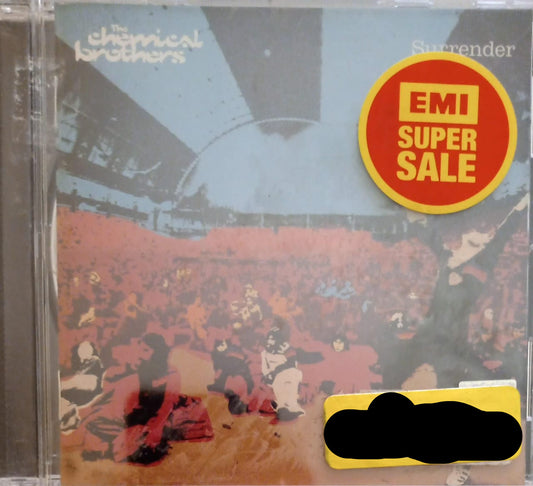 The
chemical
brothers
Surrender
EMI
SUPER
SALE